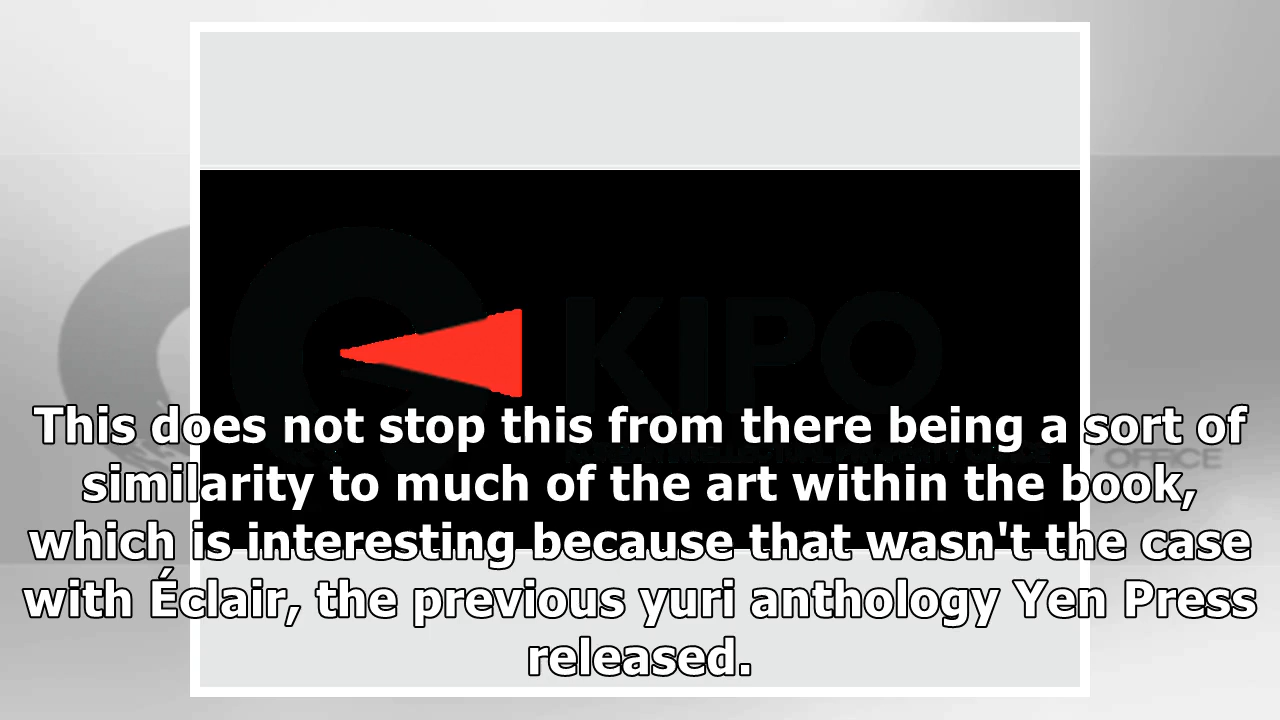 KIPO
OFFICE
This does not stop this from there being a sort of
similarity to much of the art within the book,
which is interesting because that wasn't the case
with Éclair, the previous yuri anthology Yen Press
released.